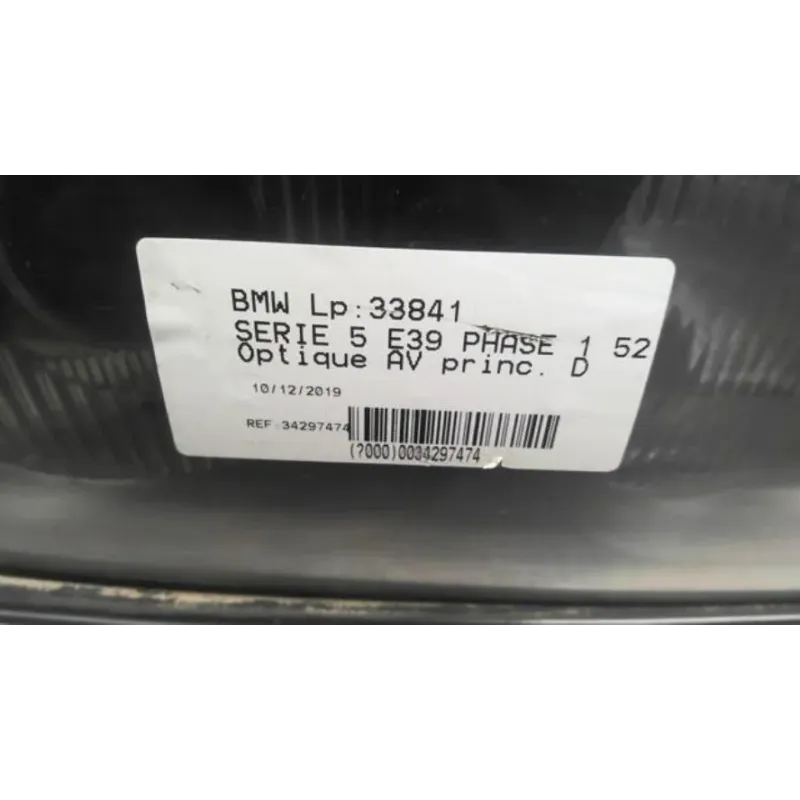 BMW Lp:33841
SERIE 5 E39 PHASE 1 52
Optique AV princ. D
10/12/2019
REF:34297474
(?000)0034297474